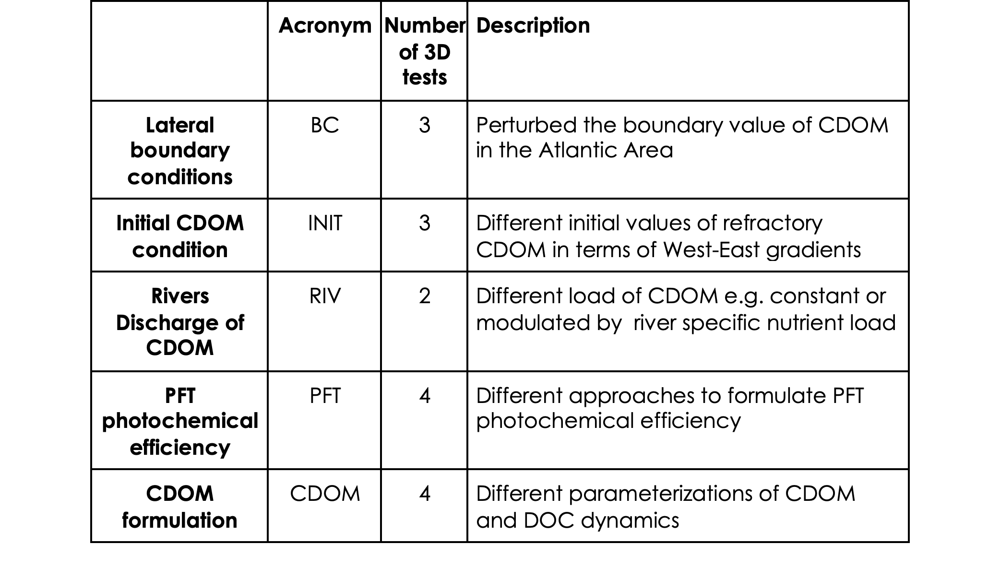 Acronym
Number
of 3D
tests
Description
Lateral
boundary
conditions
BC
3
Perturbed the boundary value of CDOM
in the Atlantic Area
Initial CDOM
condition
INIT
3
Different initial values of refractory
CDOM in terms of West-East gradients
Rivers
Discharge of
CDOM
RIV
2
Different load of CDOM e.g. constant or
modulated by  river specific nutrient load
PFT
photochemical
efficiency
PFT
4
Different approaches to formulate PFT
photochemical efficiency
CDOM
formulation
CDOM
4
Different parameterizations of CDOM
and DOC dynamics